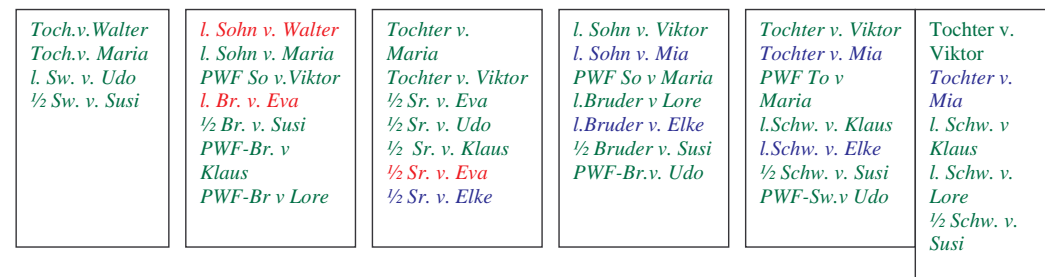 Toch.v.Walter
Toch.v. Maria
l. Sw. v. Udo
½ Sw. v. Susi
l. Sohn v. Walter
l. Sohn v. Maria
PWF So v.Viktor
l. Br. v. Eva
½ Br. v. Susi
PWF-Br. v
Klaus
PWF-Br v Lore
Tochter v.
Maria
Tochter v. Viktor
½ Sr. v. Eva
½ Sr. v. Udo
½  Sr. v. Klaus
½ Sr. v. Eva
½ Sr. v. Elke
l. Sohn v. Viktor
l. Sohn v. Mia
PWF So v Maria
l.Bruder v Lore
l.Bruder v. Elke
½ Bruder v. Susi
PWF-Br.v. Udo
Tochter v. Viktor
Tochter v. Mia
PWF To v
Maria
l.Schw. v. Klaus
l.Schw. v. Elke
½ Schw. v. Susi
PWF-Sw.v Udo
Tochter v.
Viktor
Tochter v.
Mia
l. Schw. v
Klaus
l. Schw. v.
Lore
½ Schw. v.
Susi